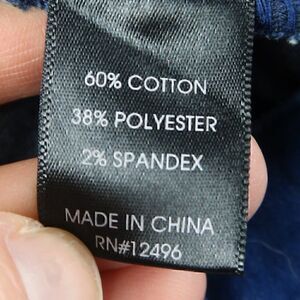 60% COTTON
38% POLYESTER
2% SPANDEX
MADE IN CHINA
RN#12496